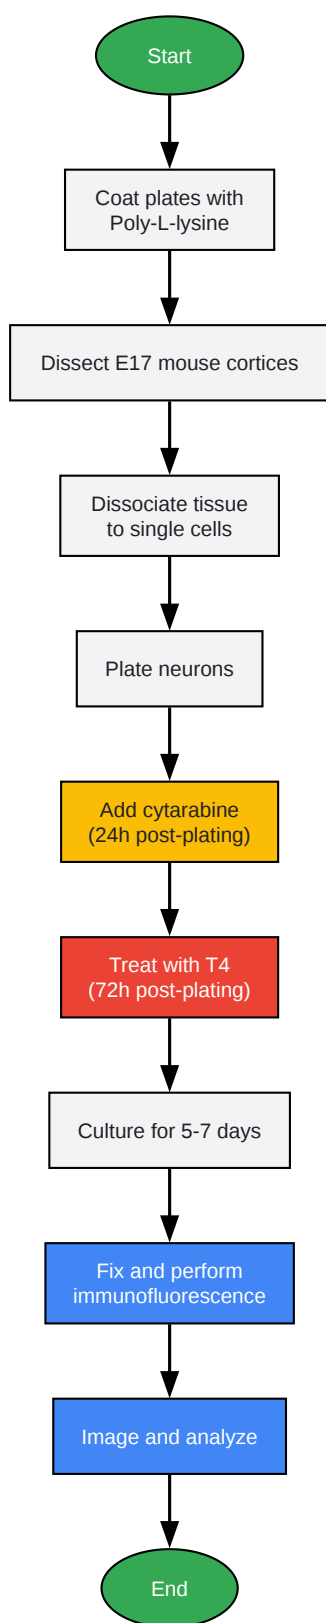 Start
Coat plates with
Poly-L-lysine
Dissect E17 mouse cortices
Dissociate tissue
to single cells
Plate neurons
Add cytarabine
(24h post-plating)
Treat with T4
(72h post-plating)
Culture for 5-7 days
Fix and perform
immunofluorescence
Image and analyze
End